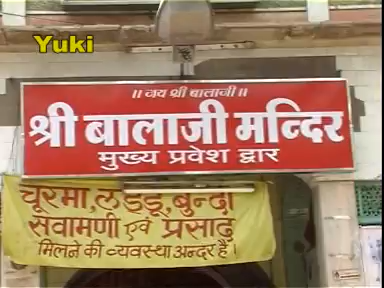 Yuki
।। जय श्री बालाजी ।।
श्री बालाजी मन्दिर
मुख्य प्रवेश द्वार
चूरमा, लड्डू, बुन्दी
सवामणी एवं प्रसाद
मिलने की व्यवस्था अन्दर है।